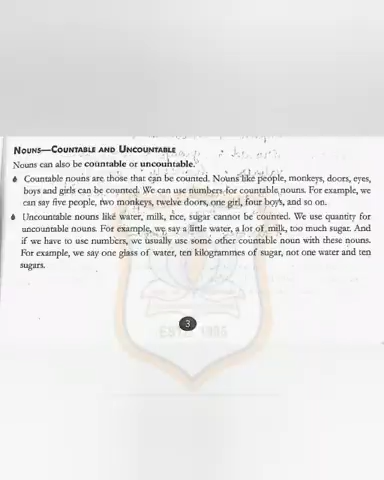 NOUNS—COUNTABLE AND UNCOUNTABLE
Nouns can also be countable or uncountable.
Countable nouns are those that can be counted. Nouns like people, monkeys, doors, eyes,
boys and girls can be counted. We can use numbers for countable nouns. For example, we
can say five people, two monkeys, twelve doors, one girl, four boys, and so on.
Uncountable nouns like water, milk, rice, sugar cannot be counted. We use quantity for
uncountable nouns. For example, we say a little water, a lot of milk, too much sugar. And
if we have to use numbers, we usually use some other countable noun with these nouns.
For example, we say one glass of water, ten kilogrammes of sugar, not one water and ten
sugars.
3
ESTD 1995